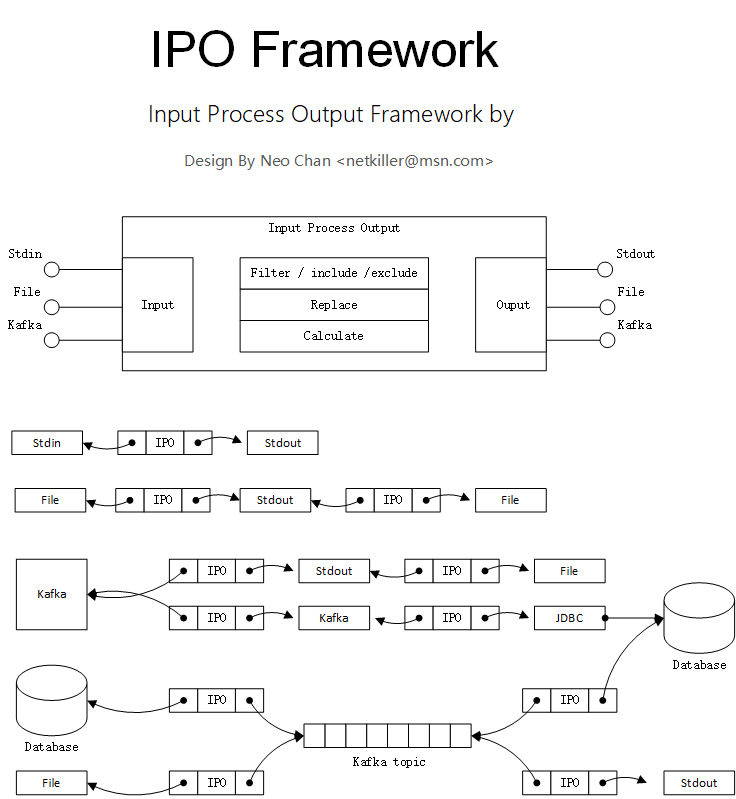 IPO Framework
Input Process Output Framework by
Design By Neo Chan <netkiller@msn.com>
Input Process Output
Stdin
File
Kafka
Input
Filter / include /exclude
Replace
Calculate
Ouput
Stdout
File
Kafka
Stdin IPO Stdout
File IPO Stdout IPO File
Kafka
IPO Stdout IPO File
IPO Kafka IPO JDBC
Database
Database
IPO
IPO
Kafka topic
File IPO
IPO Stdout